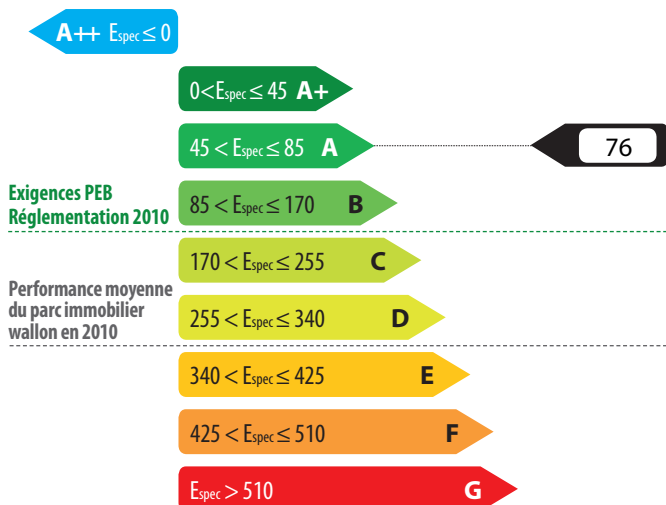 A++ Espec ≤ 0
0<Espec ≤ 45 A+
45 < Espec ≤ 85 A
76
Exigences PEB
Réglementation 2010
85 < Espec ≤ 170 B
170 < Espec ≤ 255 C
Performance moyenne
du parc immobilier
wallon en 2010
255 < Espec ≤ 340 D
340 < Espec ≤ 425 E
425 < Espec ≤ 510 F
Espec > 510 G